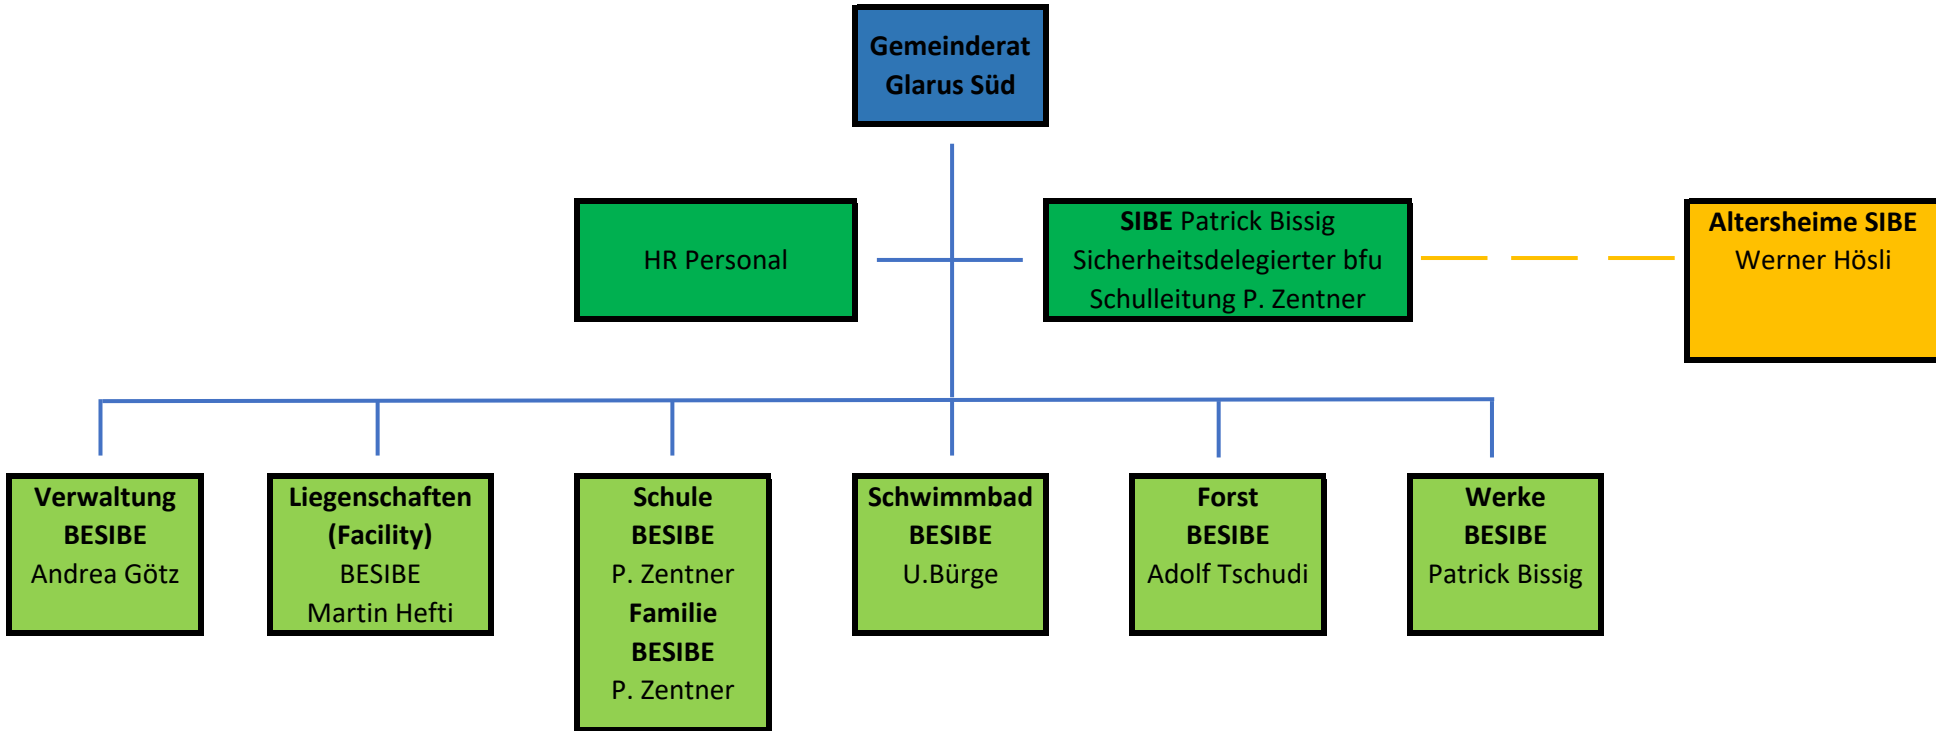 Gemeinderat
Glarus Süd
HR Personal
SIBE Patrick Bissig
Sicherheitsdelegierter bfu
Schulleitung P. Zentner
Altersheime SIBE
Werner Hösli
Verwaltung
BESIBE
Andrea Götz
Liegenschaften
(Facility)
BESIBE
Martin Hefti
Schule
BESIBE
P. Zentner
Familie
BESIBE
P. Zentner
Schwimmbad
BESIBE
U.Bürge
Forst
BESIBE
Adolf Tschudi
Werke
BESIBE
Patrick Bissig